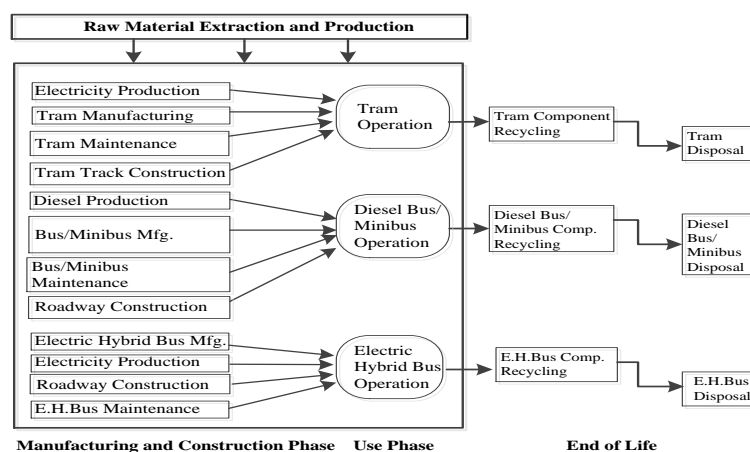 Raw Material Extraction and Production
Electricity Production
Tram Manufacturing
Tram Maintenance
Tram Track Construction
Tram
Operation
Tram Component
Recycling
Tram
Disposal
Diesel Production
Bus/Minibus Mfg.
Bus/Minibus
Maintenance
Roadway Construction
Diesel Bus/
Minibus
Operation
Diesel Bus/
Minibus Comp.
Recycling
Diesel
Bus/
Minibus
Disposal
Electric Hybrid Bus Mfg.
Electricity Production
Roadway Construction
E.H.Bus Maintenance
Electric
Hybrid Bus
Operation
E.H.Bus Comp.
Recycling
E.H.Bus
Disposal
Manufacturing and Construction Phase
Use Phase
End of Life